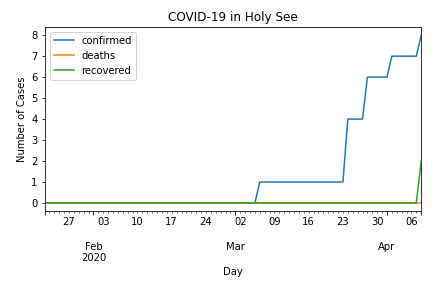 COVID-19 in Holy See
confirmed
deaths
recovered
Number of Cases
8
7
6
5
4
3
2
1
0
27 03 10 17 24 02 09 16 23 30 06
Feb Mar Apr
2020
Day